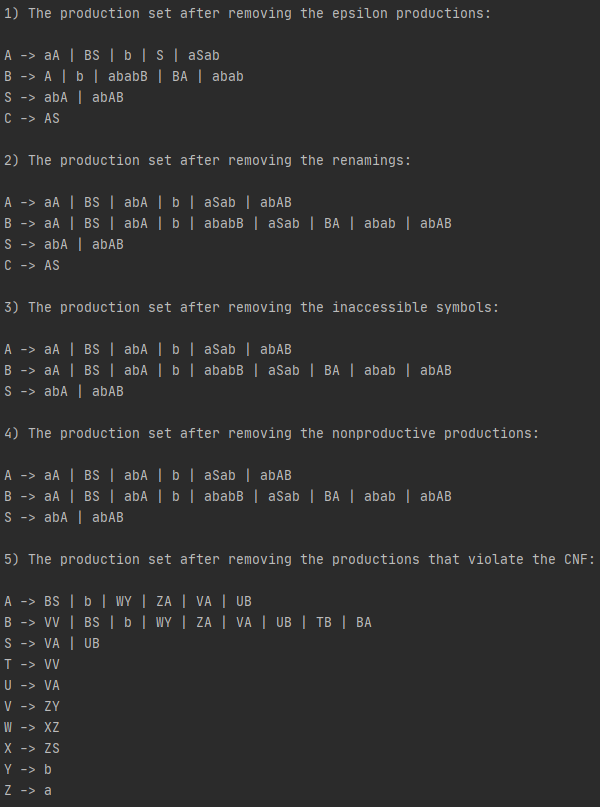 1) The production set after removing the epsilon productions:
A -> aA | BS | b | S | aSab
B -> A | b | ababB | BA | abab
S -> abA | abAB
C -> AS
2) The production set after removing the renamings:
A -> aA | BS | abA | b | aSab | abAB
B -> aA | BS | abA | b | ababB | aSab | BA | abab | abAB
S -> abA | abAB
C -> AS
3) The production set after removing the inaccessible symbols:
A -> aA | BS | abA | b | aSab | abAB
B -> aA | BS | abA | b | ababB | aSab | BA | abab | abAB
S -> abA | abAB
4) The production set after removing the nonproductive productions:
A -> aA | BS | abA | b | aSab | abAB
B -> aA | BS | abA | b | ababB | aSab | BA | abab | abAB
S -> abA | abAB
5) The production set after removing the productions that violate the CNF:
A -> BS | b | WY | ZA | VA | UB
B -> VV | BS | b | WY | ZA | VA | UB | TB | BA
S -> VA | UB
T -> VV
U -> VA
V -> ZY
W -> XZ
X -> ZS
Y -> b
Z -> a